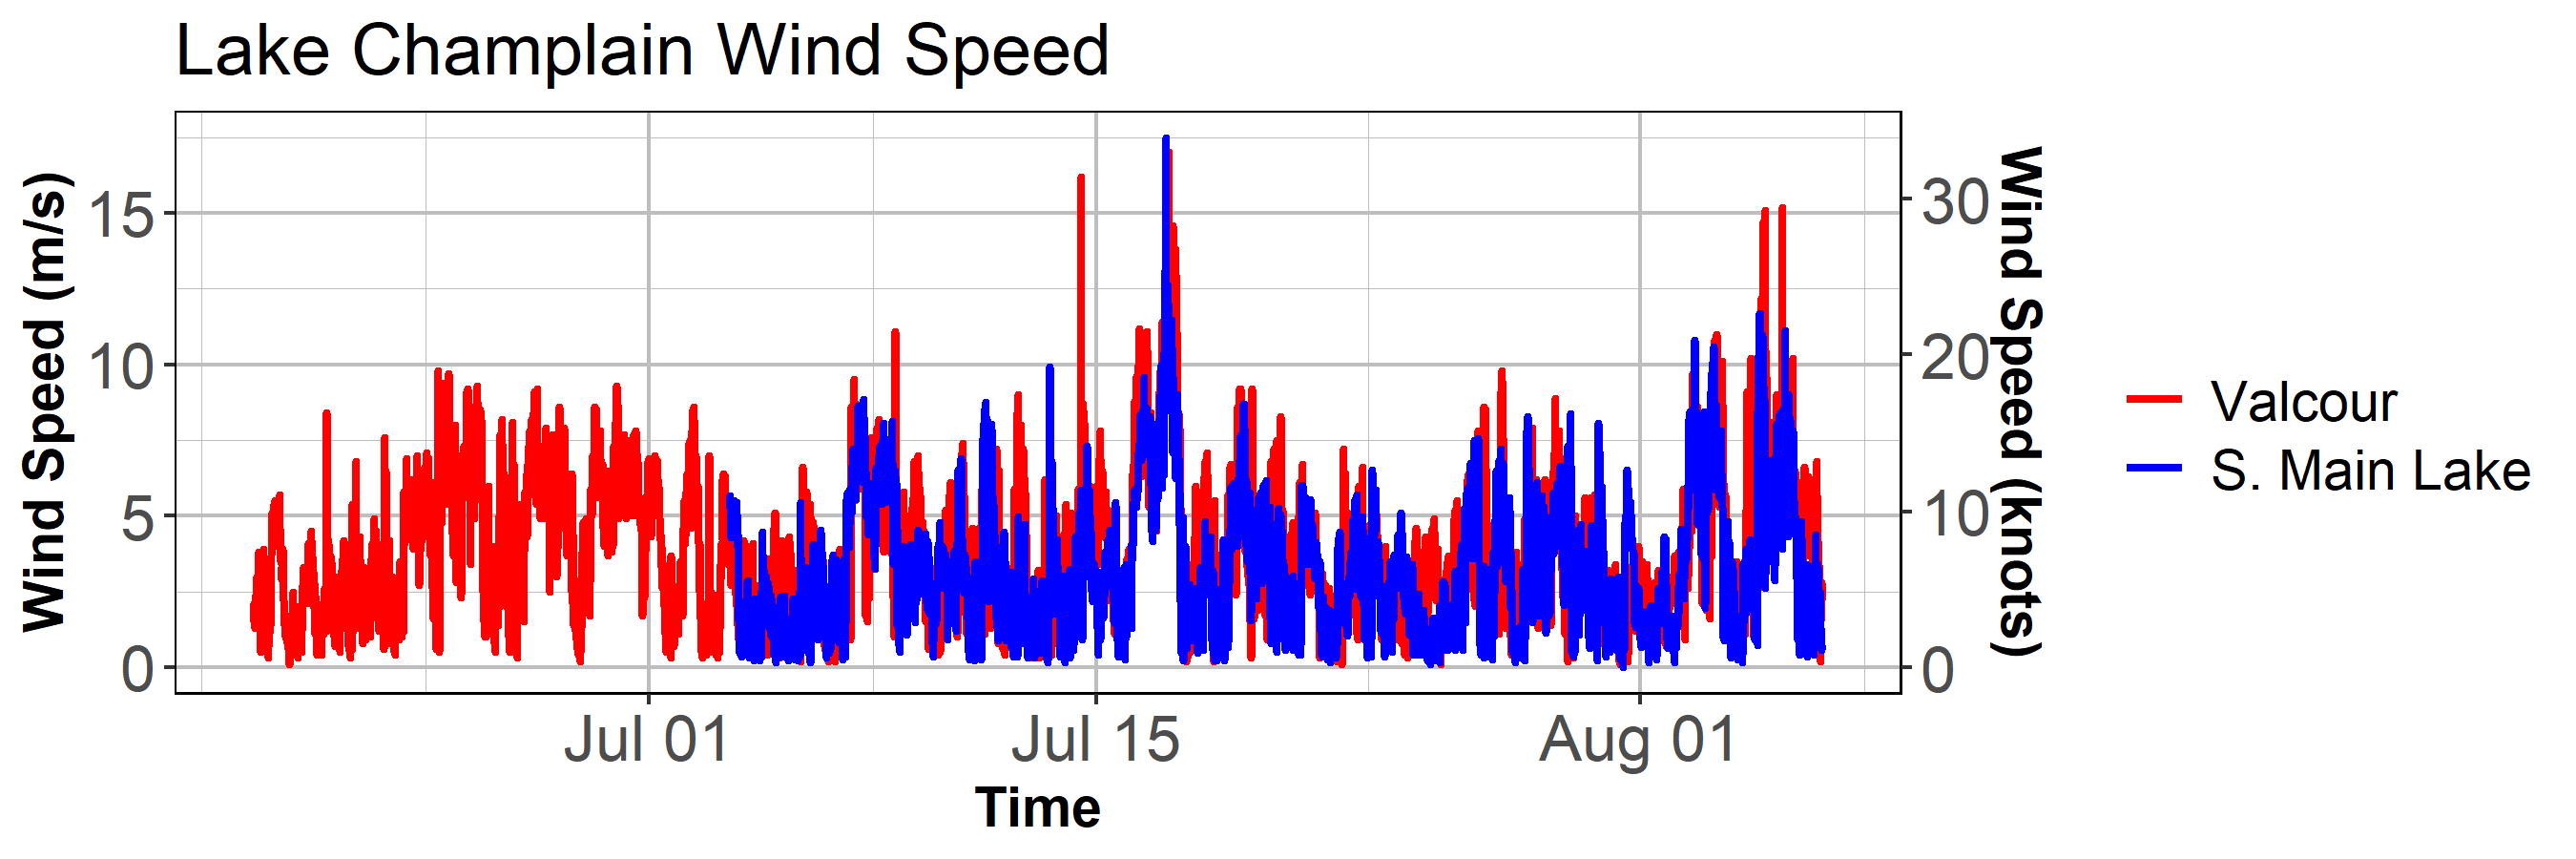 Lake Champlain Wind Speed
Wind Speed (m/s)
15
10
5
0
30
20
10
0
Wind Speed (knots)
Jul 01 Jul 15 Aug 01
Time
Valcour
S. Main Lake